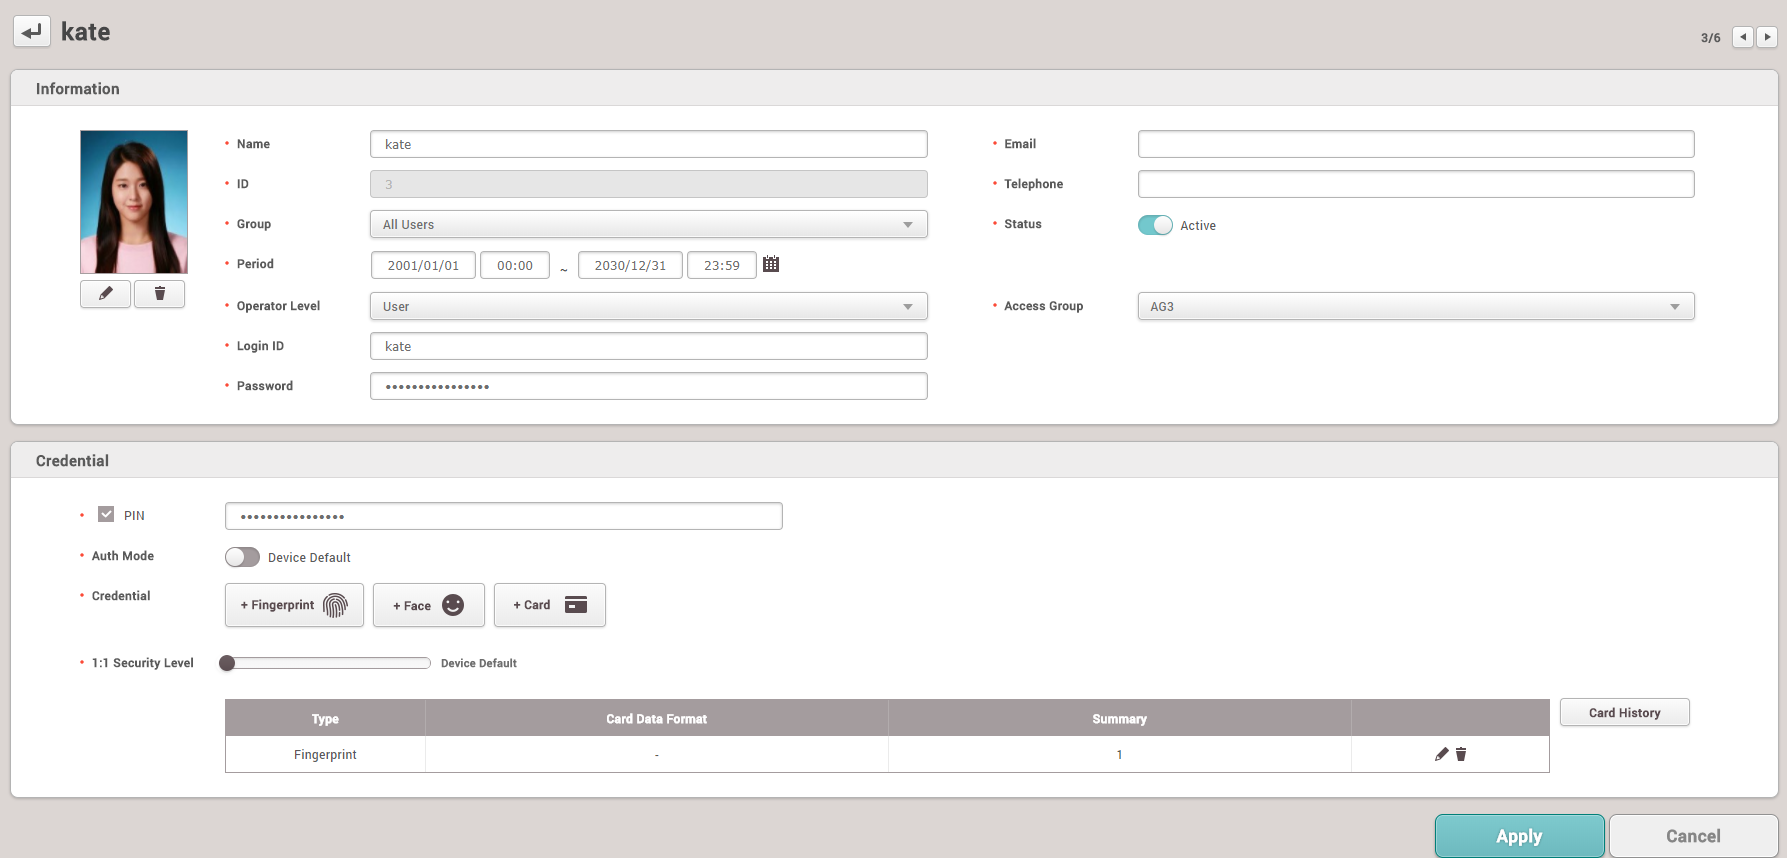 kate
3/6
Information
Name kate
Email
ID 3
Telephone
Group All Users
Status Active
Period 2001/01/01 00:00 ~ 2030/12/31 23:59
Operator Level User
Access Group AG3
Login ID kate
Password ••••••••••••••••
Credential
PIN ••••••••••••••••
Auth Mode Device Default
Credential + Fingerprint + Face + Card
1:1 Security Level Device Default
Type Card Data Format Summary
Card History
Fingerprint - 1
Apply Cancel